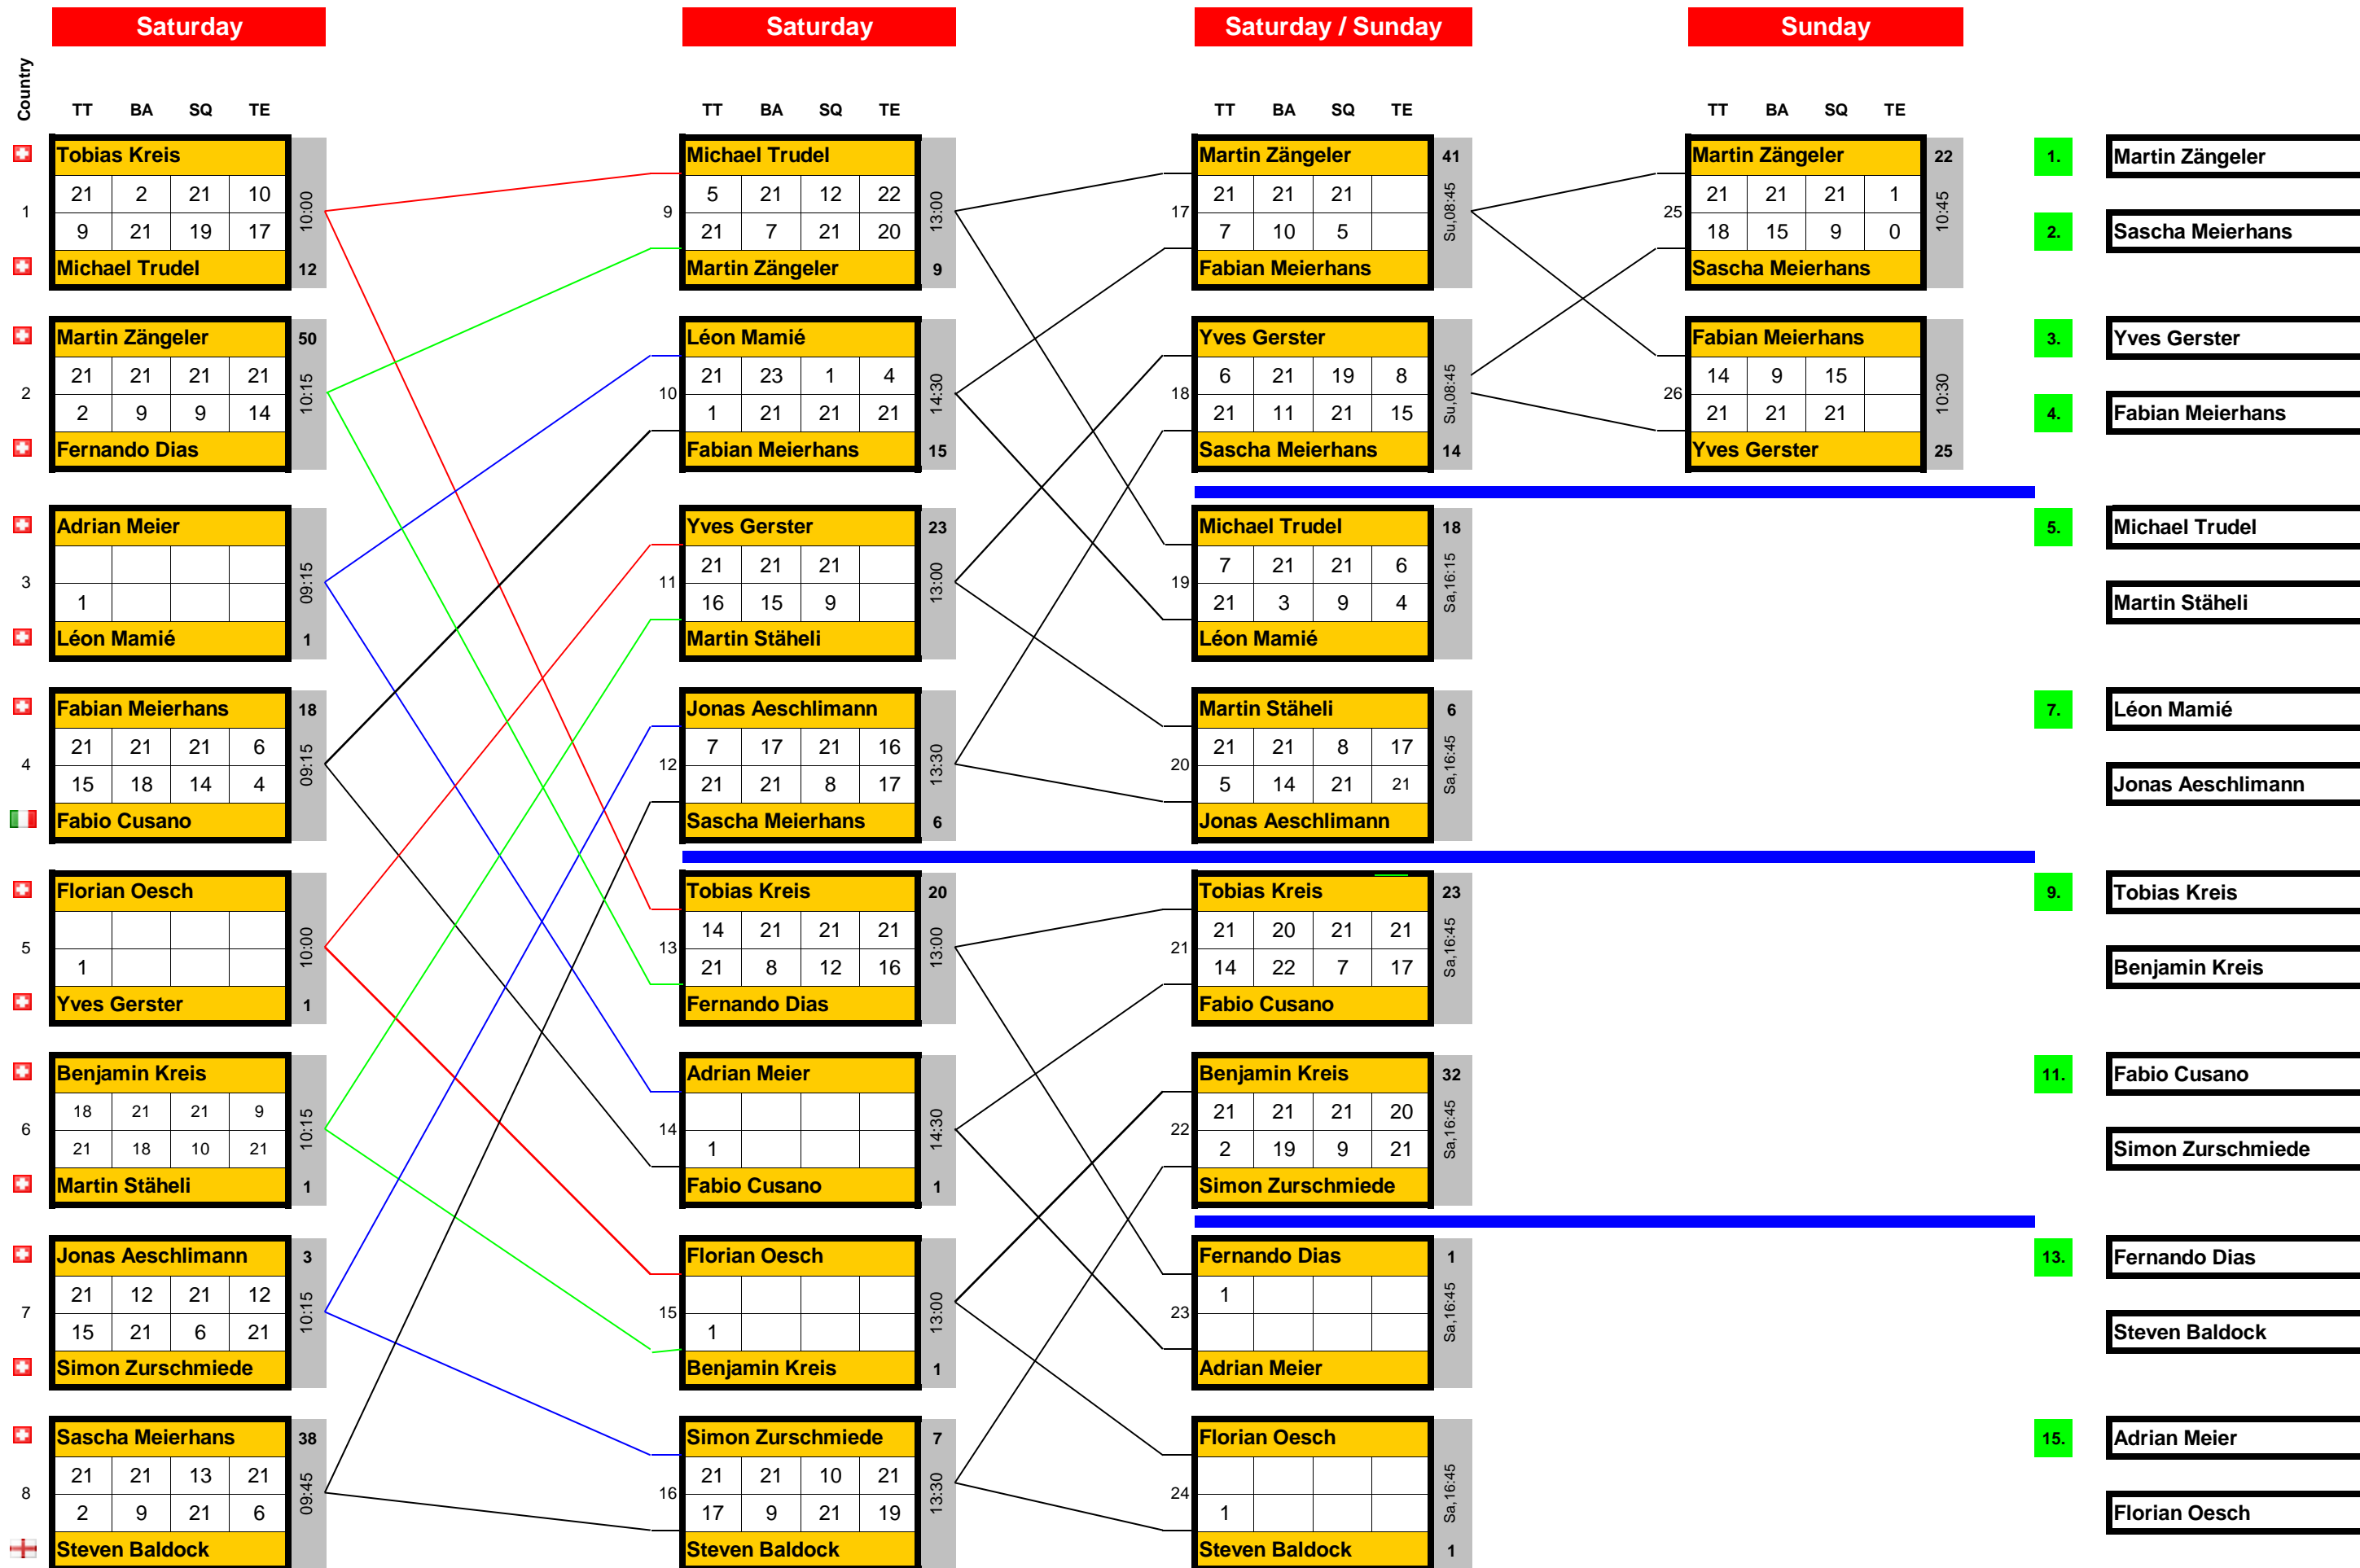 Saturday Saturday Saturday / Sunday Sunday
Country
TT BA SQ TE TT BA SQ TE TT BA SQ TE TT BA SQ TE
Tobias Kreis Michael Trudel Martin Zängeler 41 Martin Zängeler 22 1. Martin Zängeler
21 2 21 10 5 21 12 22 21 21 21 21 21 21 1
1 10:00 9 13:00 17 Su,08:45 25 10:45
9 21 19 17 21 7 21 20 7 10 5 18 15 9 0 2. Sascha Meierhans
Michael Trudel 12 Martin Zängeler 9 Fabian Meierhans Sascha Meierhans
Martin Zängeler 50 Léon Mamié Yves Gerster Fabian Meierhans 3. Yves Gerster
21 21 21 21 21 23 1 4 6 21 19 8 14 9 15
2 10:15 10 14:30 18 Su,08:45 26 10:30
2 9 9 14 1 21 21 21 21 11 21 15 21 21 21 4. Fabian Meierhans
Fernando Dias Fabian Meierhans 15 Sascha Meierhans 14 Yves Gerster 25
Adrian Meier Yves Gerster 23 Michael Trudel 18 5. Michael Trudel
21 21 21 7 21 21 6
3 09:15 11 13:00 19 Sa,16:15
1 16 15 9 21 3 9 4 Martin Stäheli
Léon Mamié 1 Martin Stäheli Léon Mamié
Fabian Meierhans 18 Jonas Aeschlimann Martin Stäheli 6 7. Léon Mamié
21 21 21 6 7 17 21 16 21 21 8 17
4 09:15 12 13:30 20 Sa,16:45
15 18 14 4 21 21 8 17 5 14 21 21 Jonas Aeschlimann
Fabio Cusano Sascha Meierhans 6 Jonas Aeschlimann
Florian Oesch Tobias Kreis 20 Tobias Kreis 23 9. Tobias Kreis
14 21 21 21 21 20 21 21
5 10:00 13 13:00 21 Sa,16:45
1 21 8 12 16 14 22 7 17 Benjamin Kreis
Yves Gerster 1 Fernando Dias Fabio Cusano
Benjamin Kreis Adrian Meier Benjamin Kreis 32 11. Fabio Cusano
18 21 21 9 21 21 21 20
6 10:15 14 14:30 22 Sa,16:45
21 18 10 21 1 2 19 9 21 Simon Zurschmiede
Martin Stäheli 1 Fabio Cusano 1 Simon Zurschmiede
Jonas Aeschlimann 3 Florian Oesch Fernando Dias 1 13. Fernando Dias
21 12 21 12 1
7 10:15 15 13:00 23 Sa,16:45
15 21 6 21 1 Steven Baldock
Simon Zurschmiede Benjamin Kreis 1 Adrian Meier
Sascha Meierhans 38 Simon Zurschmiede 7 Florian Oesch 15. Adrian Meier
21 21 13 21 21 21 10 21
8 09:45 16 13:30 24 Sa,16:45
2 9 21 6 17 9 21 19 1 Florian Oesch
Steven Baldock Steven Baldock Steven Baldock 1